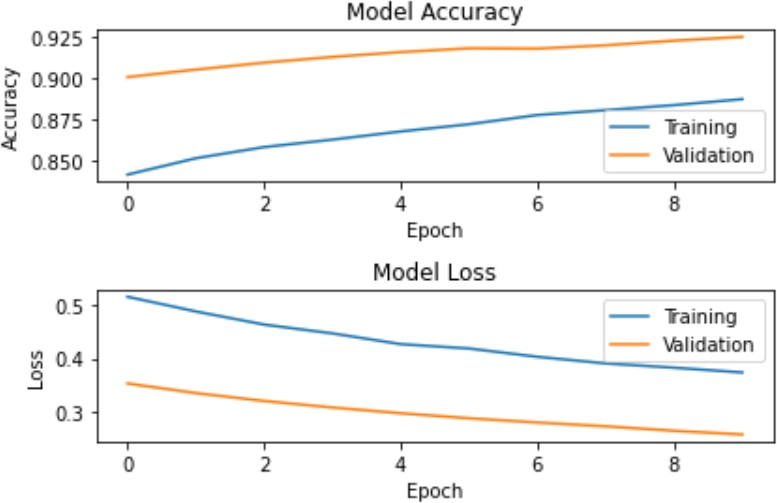 Model Accuracy
0.925
0.900
0.875
0.850
Accuracy
Training
Validation
0 2 4 6 8
Epoch
Model Loss
0.5
0.4
0.3
Loss
Training
Validation
0 2 4 6 8
Epoch